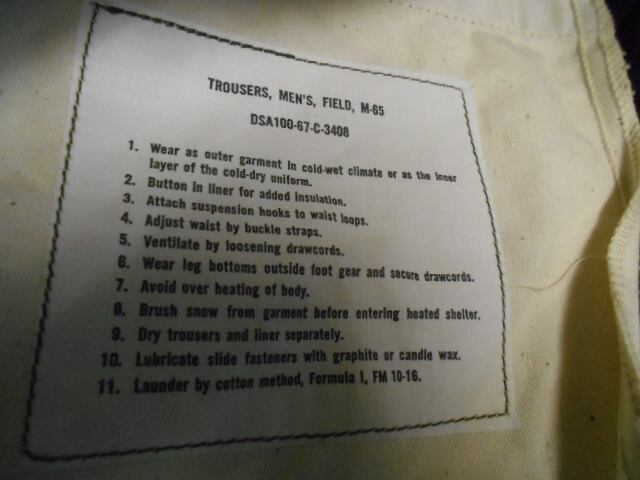 TROUSERS, MEN'S, FIELD, M-65
DSA100-67-C-3408
1. Wear as outer garment in cold-wet climate or as the inner
layer of the cold-dry uniform.
2. Button in liner for added insulation.
3. Attach suspension hooks to waist loops.
4. Adjust waist by buckle straps.
5. Ventilate by loosening drawcords.
6. Wear leg bottoms outside foot gear and secure drawcords.
7. Avoid over heating of body.
8. Brush snow from garment before entering heated shelter.
9. Dry trousers and liner separately.
10. Lubricate slide fasteners with graphite or candle wax.
11. Launder by cotton method, Formula I, FM 10-16.